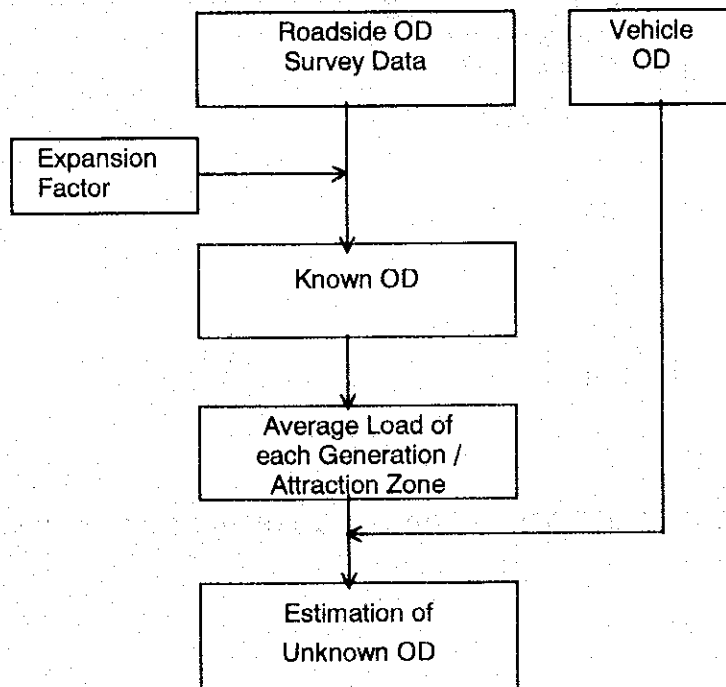 Roadside OD
Survey Data
Vehicle
OD
Expansion
Factor
Known OD
Average Load of
each Generation /
Attraction Zone
Estimation of
Unknown OD